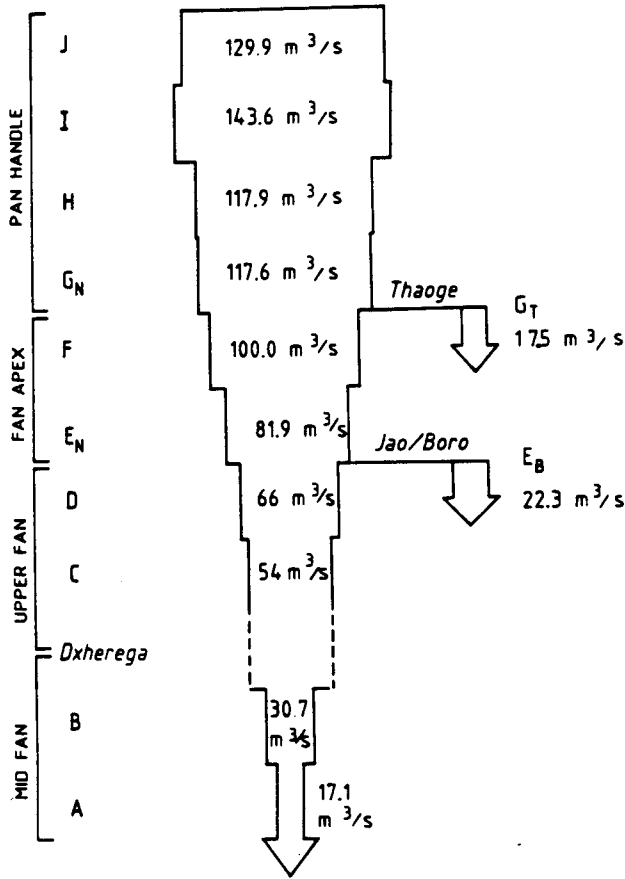 PAN HANDLE
J
129.9 m³/s
I
143.6 m³/s
H
117.9 m³/s
G_N
117.6 m³/s
Thaoge
G_T
17.5 m³/s
FAN APEX
F
100.0 m³/s
E_N
81.9 m³/s
Jao/Boro
E_B
22.3 m³/s
UPPER FAN
D
66 m³/s
C
54 m³/s
Dxherega
MID FAN
B
30.7
m³/s
A
17.1
m³/s